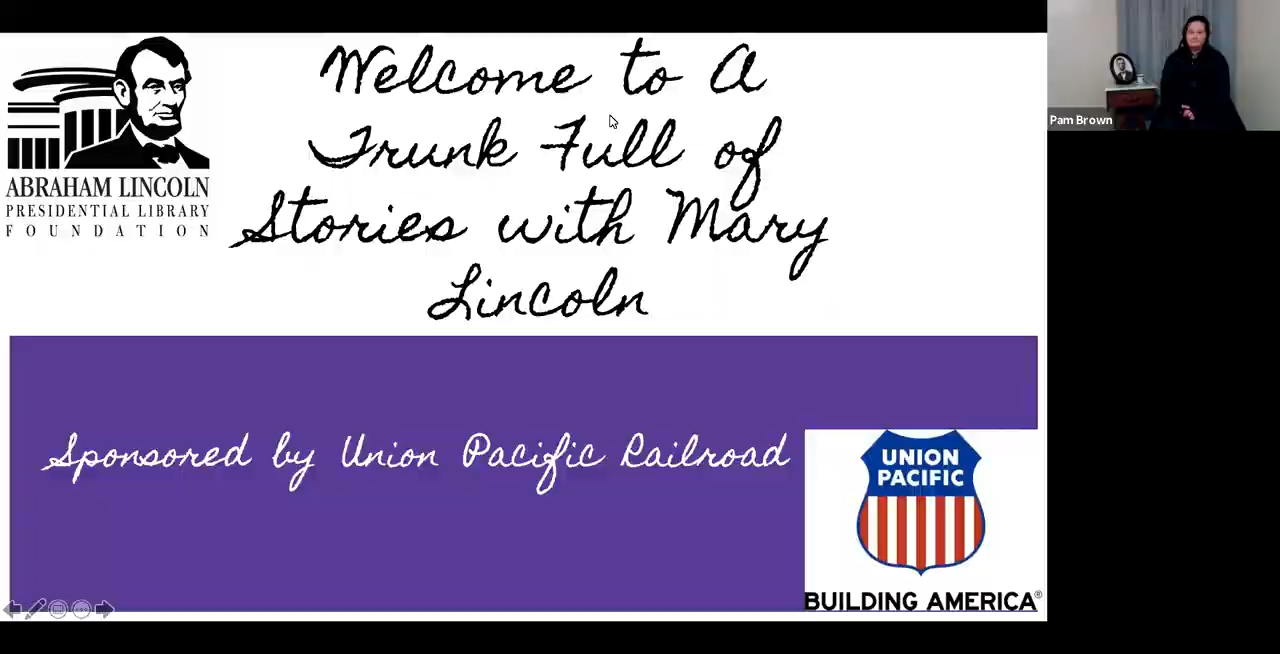 Welcome to A
Trunk Full of
Stories with Mary
Lincoln
ABRAHAM LINCOLN
PRESIDENTIAL LIBRARY
FOUNDATION
Pam Brown
Sponsored by Union Pacific Railroad
UNION
PACIFIC
BUILDING AMERICA®